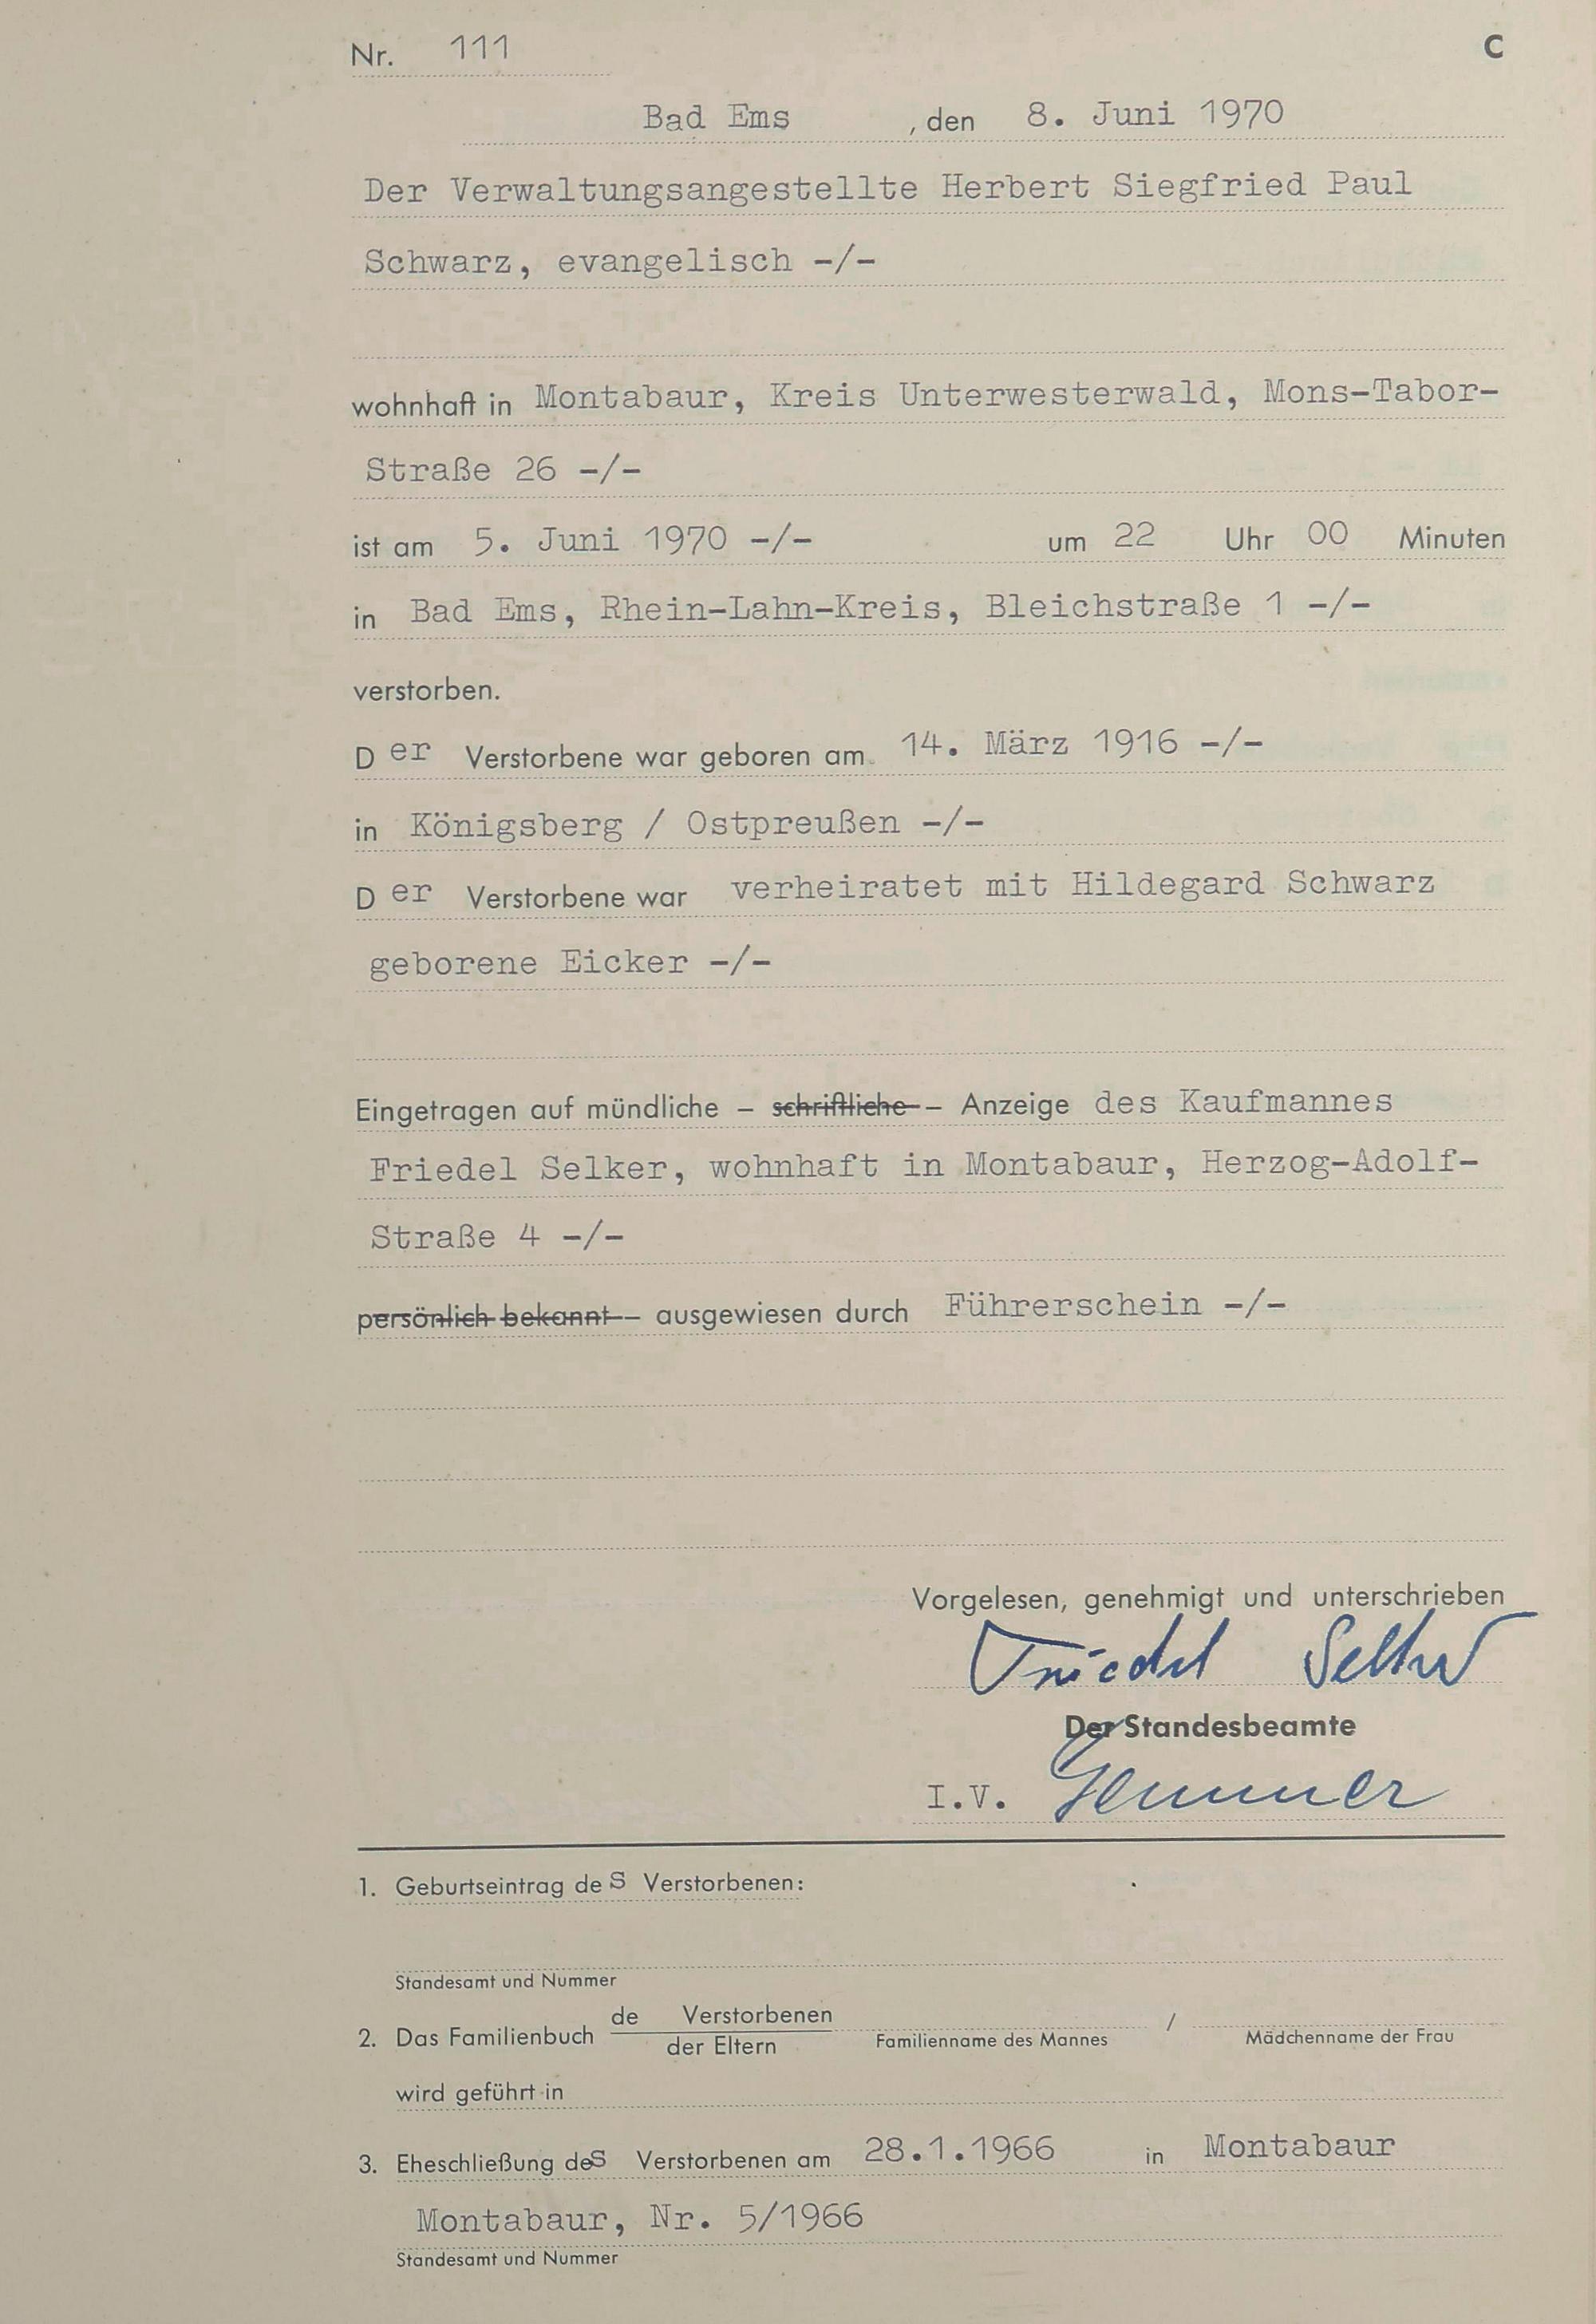 Nr. 111 C
Bad Ems , den 8. Juni 1970
Der Verwaltungsangestellte Herbert Siegfried Paul
Schwarz, evangelisch -/-
wohnhaft in Montabaur, Kreis Unterwesterwald, Mons-Tabor-
Straße 26 -/-
ist am 5. Juni 1970 -/- um 22 Uhr 00 Minuten
in Bad Ems, Rhein-Lahn-Kreis, Bleichstraße 1 -/-
verstorben.
D er Verstorbene war geboren am 14. März 1916 -/-
in Königsberg / Ostpreußen -/-
D er Verstorbene war verheiratet mit Hildegard Schwarz
geborene Eicker -/-
Eingetragen auf mündliche – schriftliche – Anzeige des Kaufmannes
Friedel Selker, wohnhaft in Montabaur, Herzog-Adolf-
Straße 4 -/-
persönlich bekannt – ausgewiesen durch Führerschein -/-
Vorgelesen, genehmigt und unterschrieben
Friedel Selker
Der Standesbeamte
I.V.
1. Geburtseintrag des Verstorbenen:
Standesamt und Nummer
2. Das Familienbuch de Verstorbenen / der Eltern Familienname des Mannes / Mädchenname der Frau
wird geführt in
3. Eheschließung des Verstorbenen am 28.1.1966 in Montabaur
Montabaur, Nr. 5/1966
Standesamt und Nummer